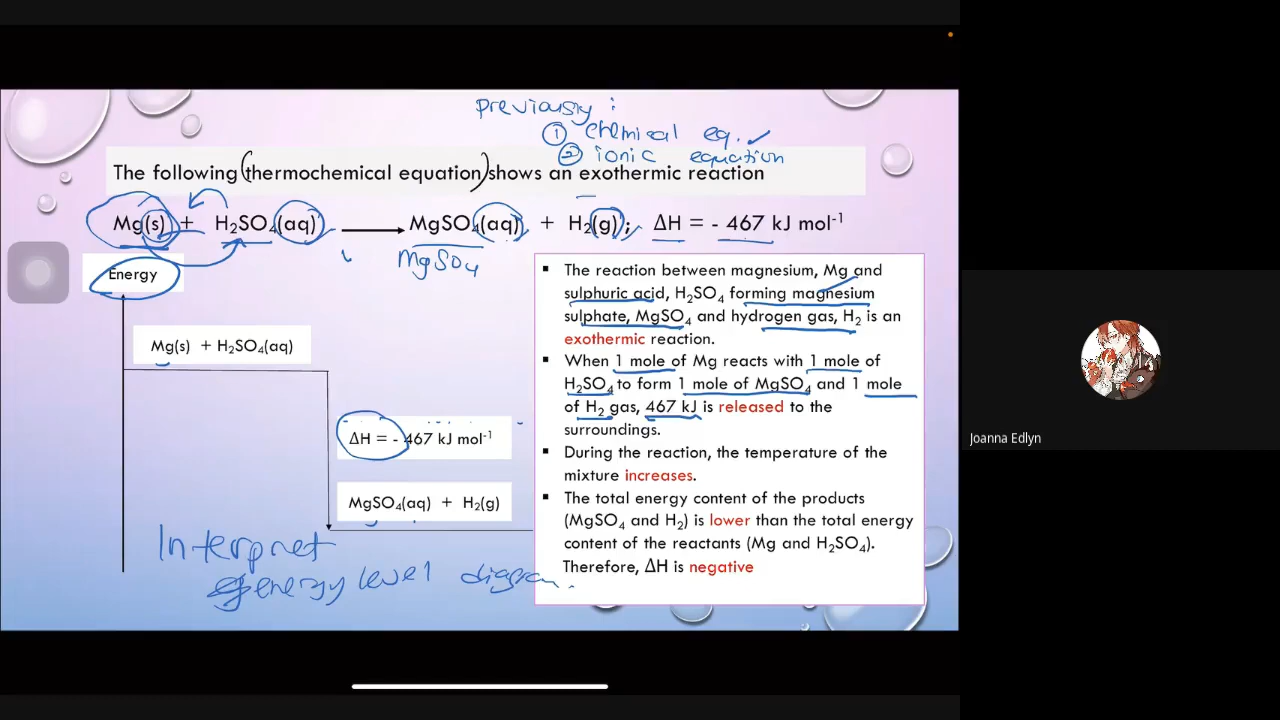 previously :
① chemical eq. ✓
② ionic equation
The following (thermochemical equation) shows an exothermic reaction
Mg(s) + H₂SO₄(aq) ⟶ MgSO₄(aq) + H₂(g); ΔH = - 467 kJ mol⁻¹
MgSO₄
Energy
Mg(s) + H₂SO₄(aq)
ΔH = - 467 kJ mol⁻¹
MgSO₄(aq) + H₂(g)
Interpret
energy level diagram.
▪ The reaction between magnesium, Mg and
sulphuric acid, H₂SO₄ forming magnesium
sulphate, MgSO₄ and hydrogen gas, H₂ is an
exothermic reaction.
▪ When 1 mole of Mg reacts with 1 mole of
H₂SO₄ to form 1 mole of MgSO₄ and 1 mole
of H₂ gas, 467 kJ is released to the
surroundings.
▪ During the reaction, the temperature of the
mixture increases.
▪ The total energy content of the products
(MgSO₄ and H₂) is lower than the total energy
content of the reactants (Mg and H₂SO₄).
Therefore, ΔH is negative
Joanna Edlyn